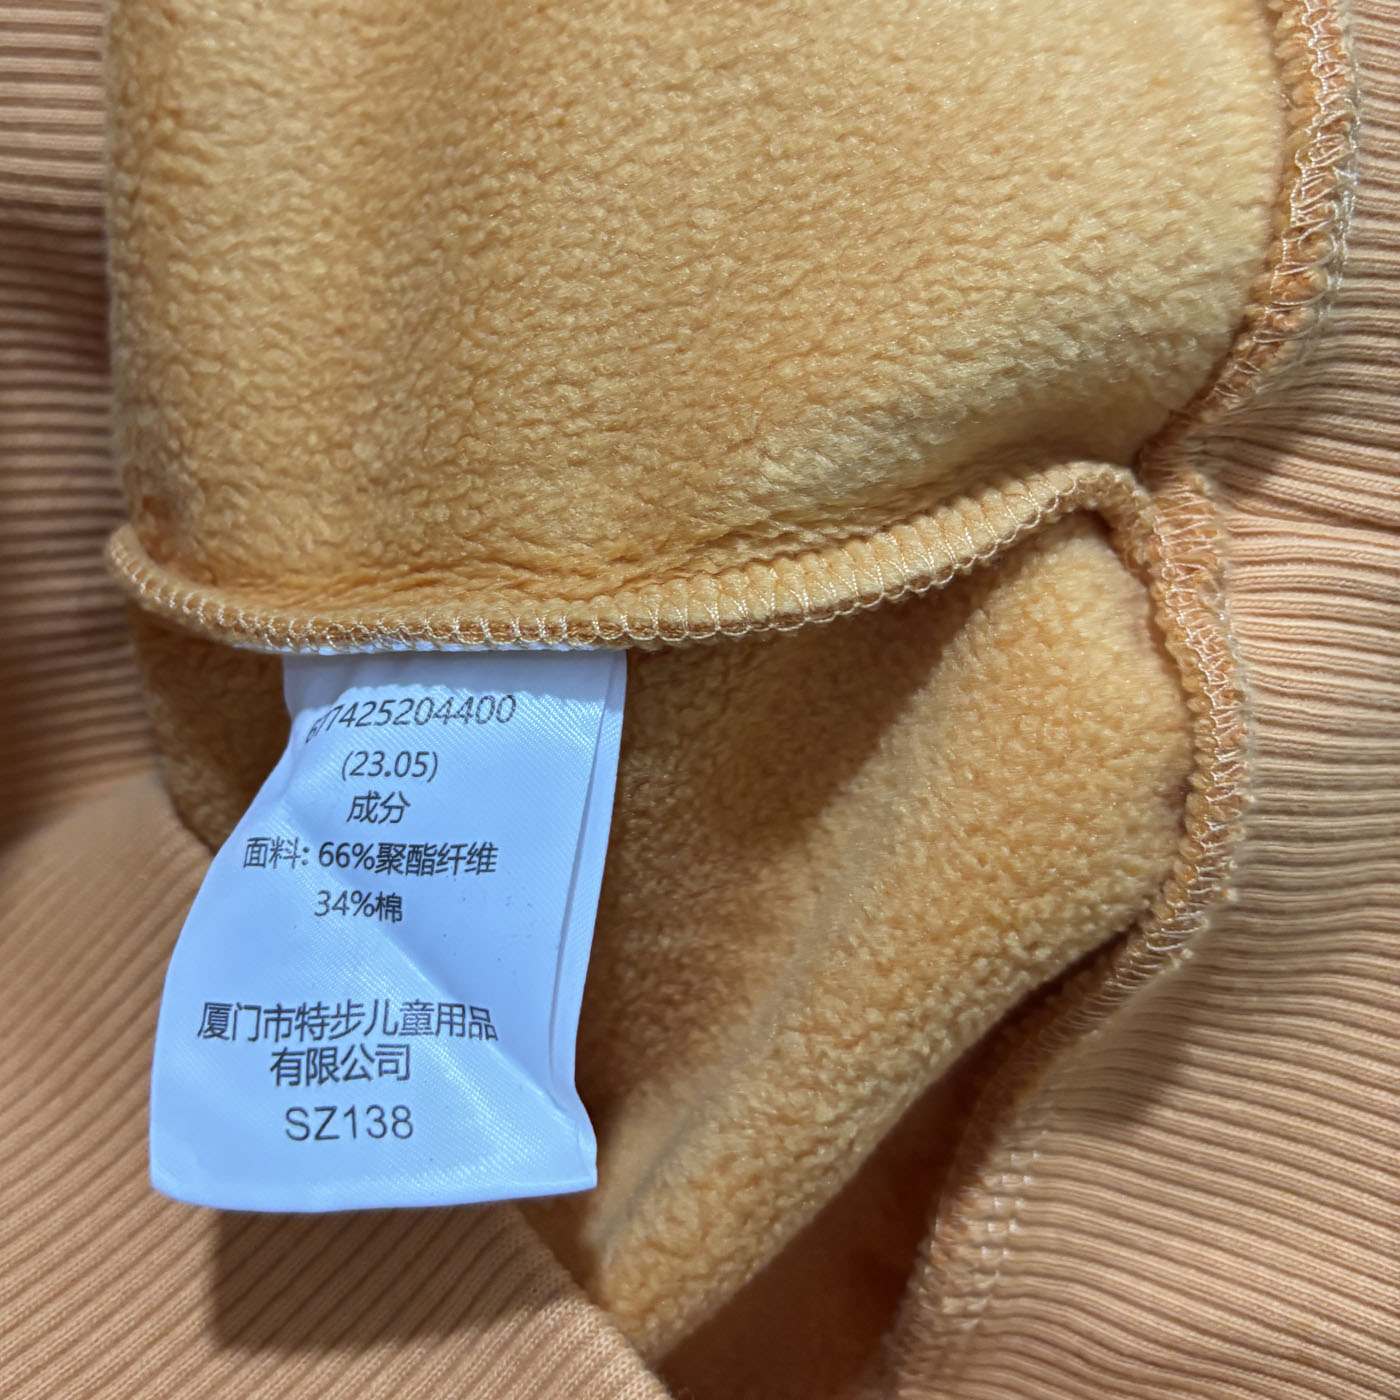 677425204400
(23.05)
成分
面料: 66%聚酯纤维
34%棉
厦门市特步儿童用品
有限公司
SZ138